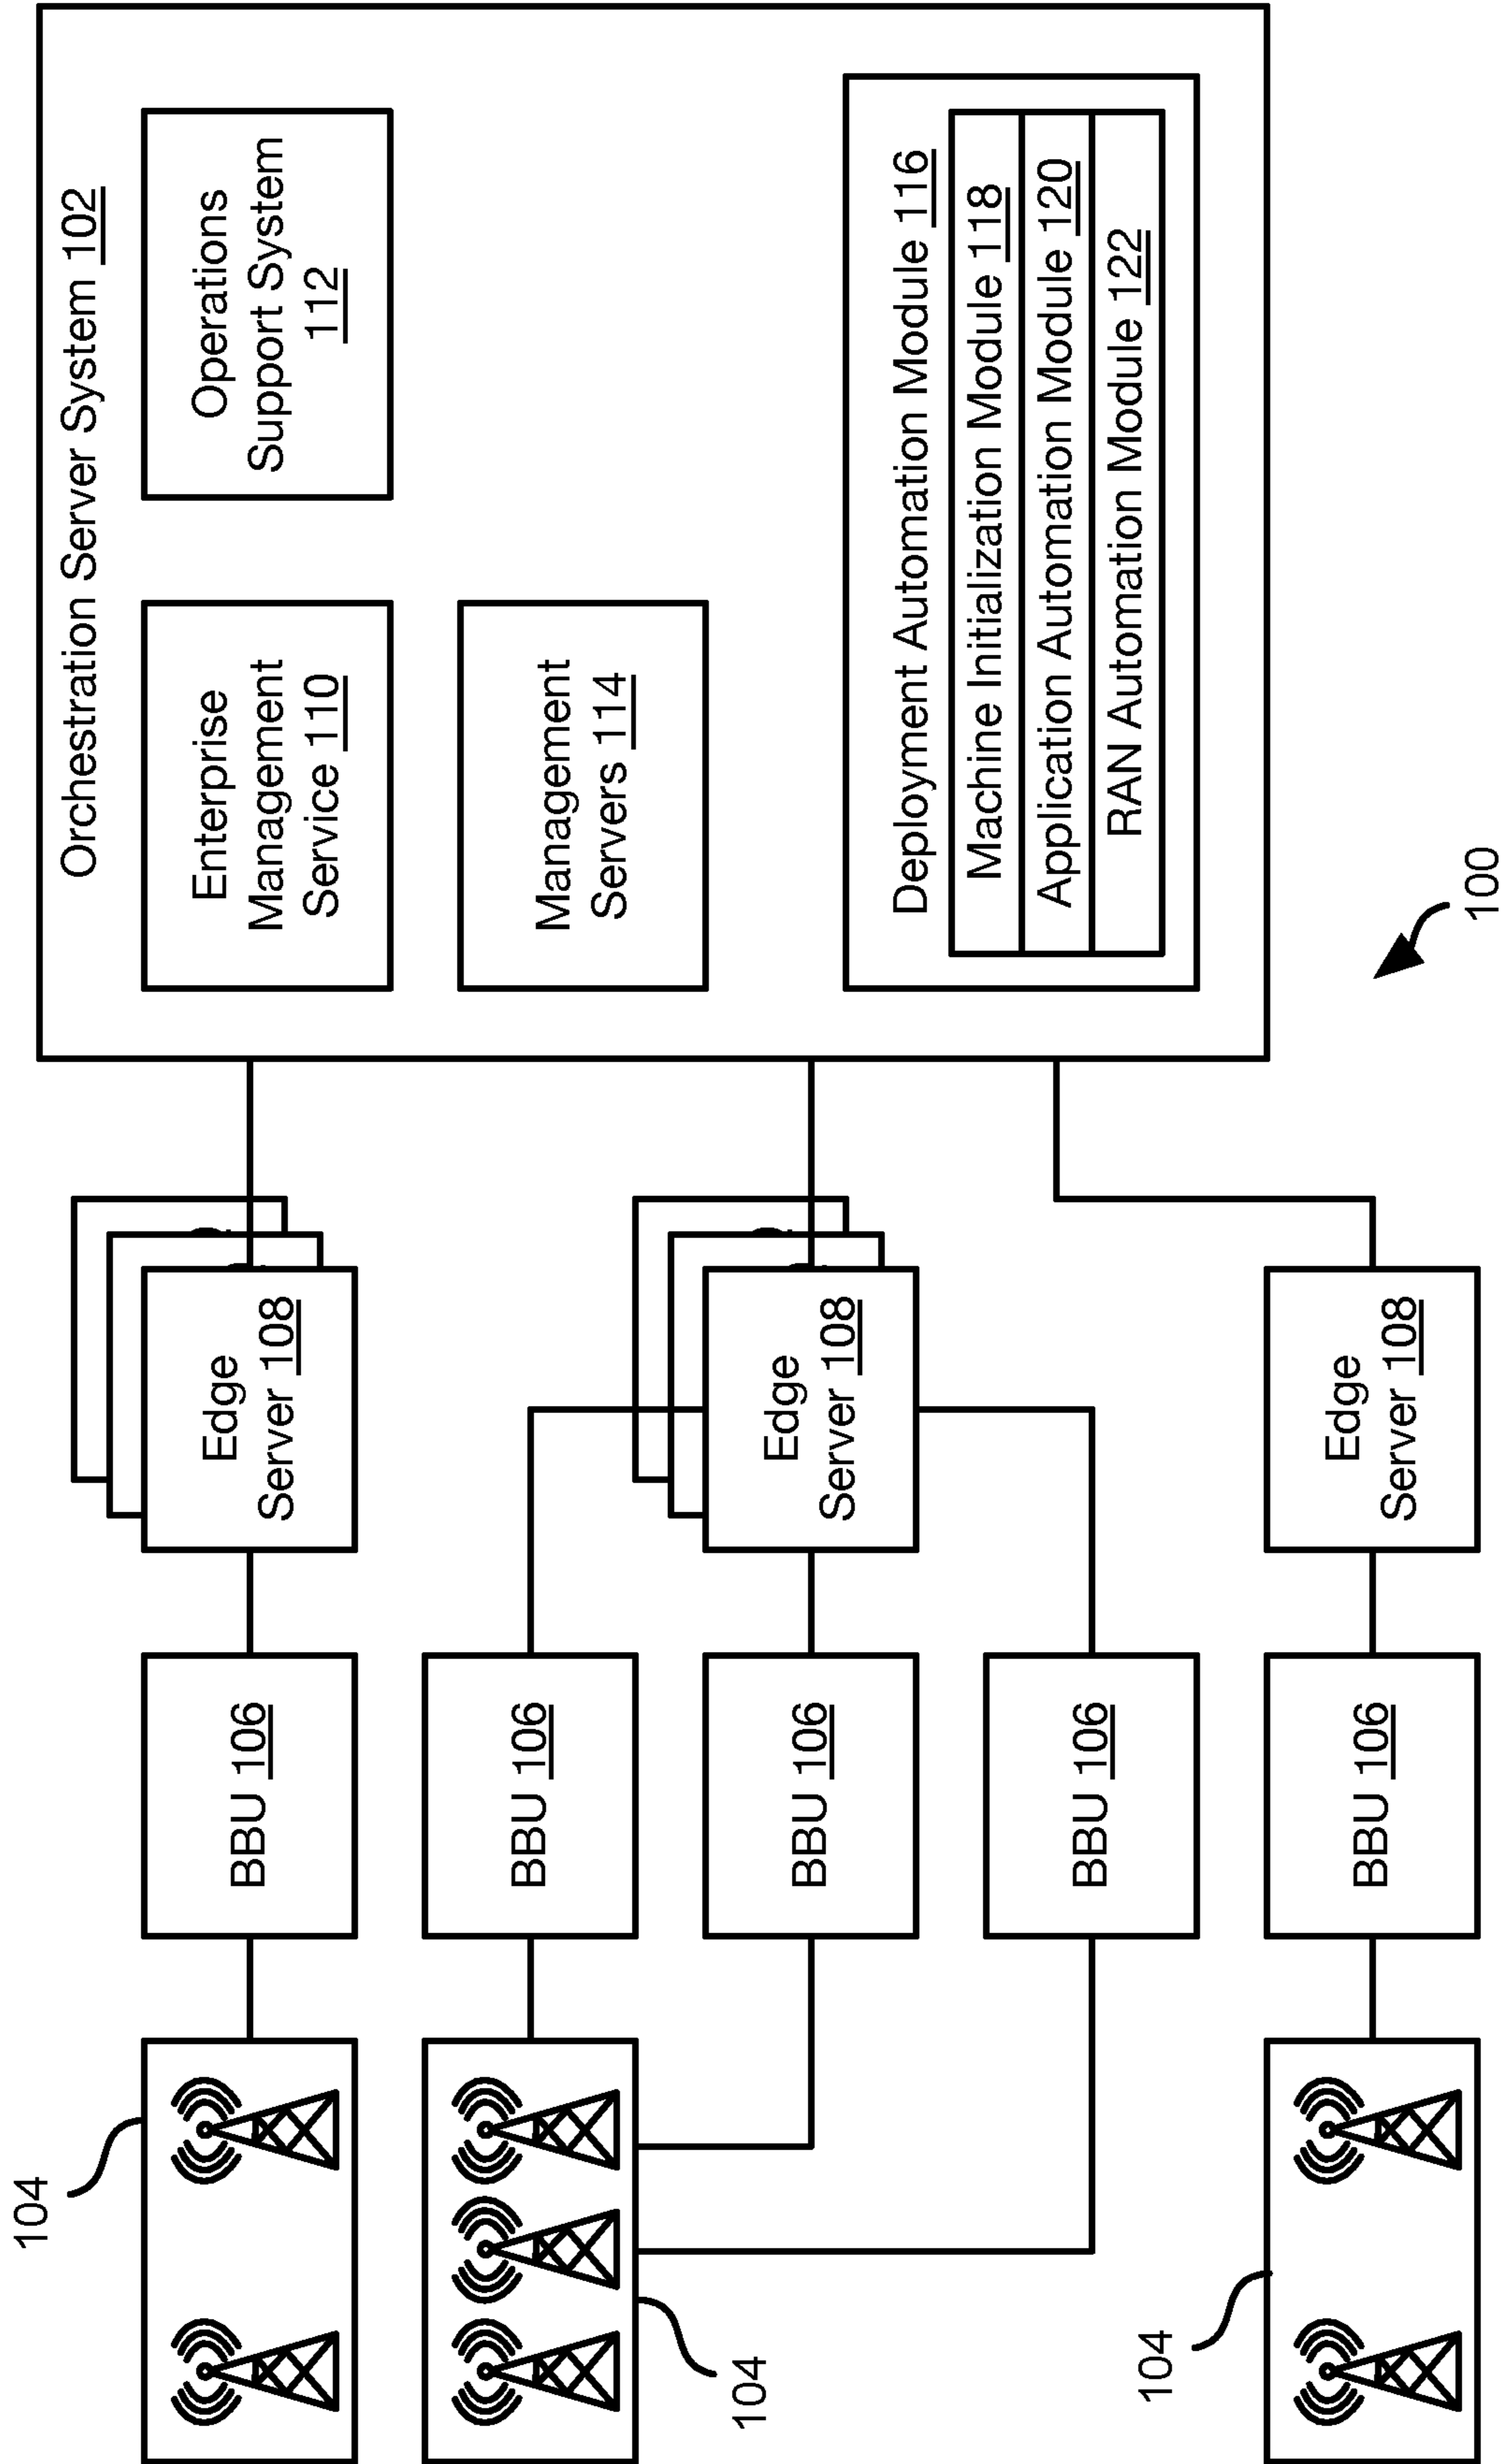 Orchestration Server System 102
Enterprise
Management
Service 110
Operations
Support System
112
Management
Servers 114
Deployment Automation Module 116
Machine Initialization Module 118
Application Automation Module 120
RAN Automation Module 122
104
BBU 106
Edge
Server 108
BBU 106
104
BBU 106
Edge
Server 108
BBU 106
104
BBU 106
Edge
Server 108
100